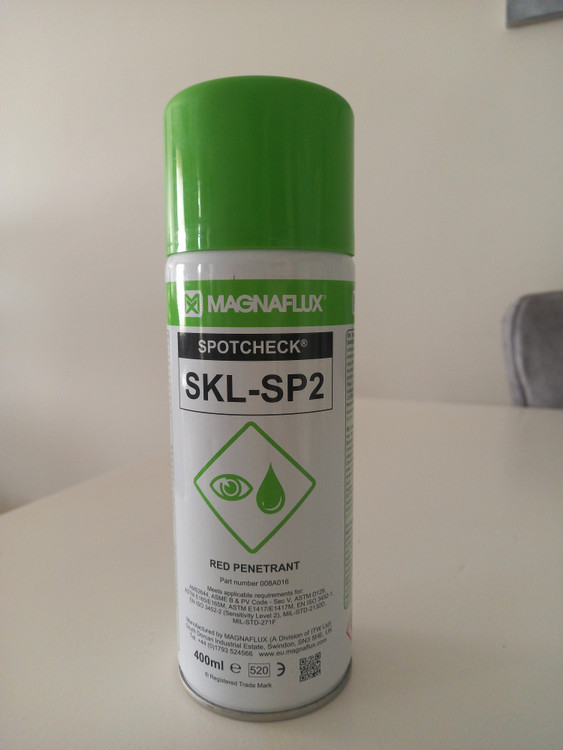 MAGNAFLUX®
SPOTCHECK®
SKL-SP2
RED PENETRANT
Part number 008A016
Meets applicable requirements for:
AMS2644, ASME B & PV Code - Sec V, ASTM D129,
ASTM E165/E165M, ASTM E1417/E1417M, EN ISO 3452-1,
EN ISO 3452-2 (Sensitivity Level 2), MIL-STD-2132D,
MIL-STD-271F
Manufactured by MAGNAFLUX (A Division of ITW Ltd)
South Dorcan Industrial Estate, Swindon, SN3 5HE, UK
Tel: +44 (0)1793 524566 www.eu.magnaflux.com
400ml ℮ 520
® Registered Trade Mark